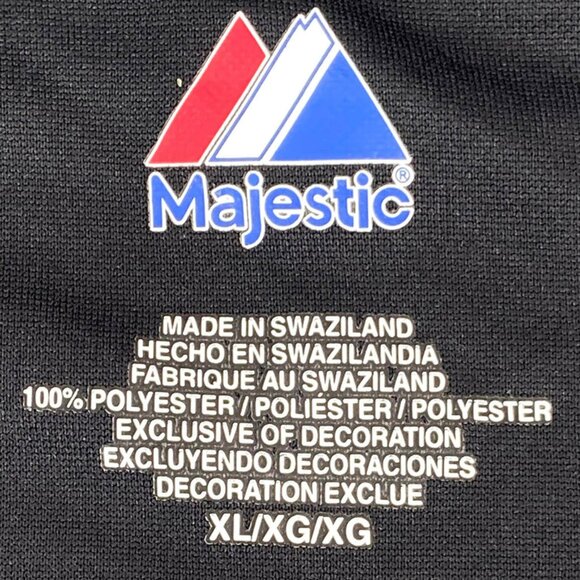 Majestic®
MADE IN SWAZILAND
HECHO EN SWAZILANDIA
FABRIQUE AU SWAZILAND
100% POLYESTER / POLIÉSTER / POLYESTER
EXCLUSIVE OF DECORATION
EXCLUYENDO DECORACIONES
DECORATION EXCLUE
XL/XG/XG